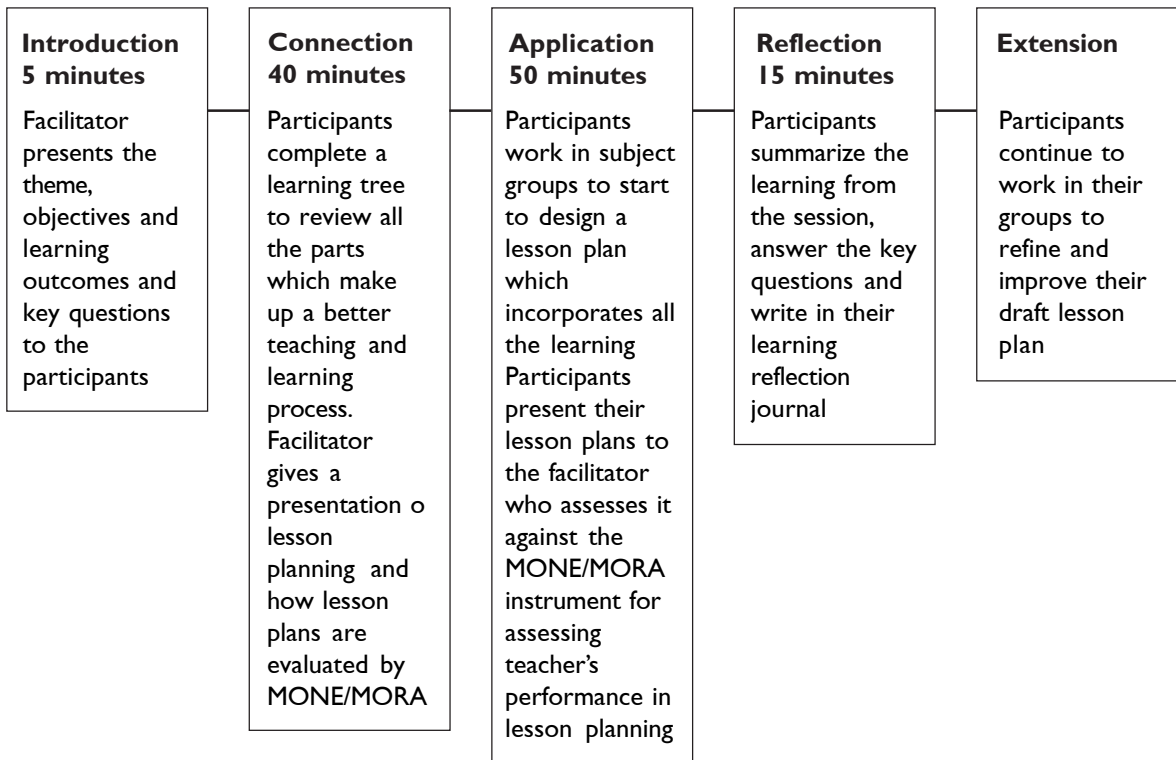 Introduction
5 minutes
Facilitator
presents the
theme,
objectives and
learning
outcomes and
key questions
to the
participants
Connection
40 minutes
Participants
complete a
learning tree
to review all
the parts
which make
up a better
teaching and
learning
process.
Facilitator
gives a
presentation o
lesson
planning and
how lesson
plans are
evaluated by
MONE/MORA
Application
50 minutes
Participants
work in subject
groups to start
to design a
lesson plan
which
incorporates all
the learning
Participants
present their
lesson plans to
the facilitator
who assesses it
against the
MONE/MORA
instrument for
assessing
teacher’s
performance in
lesson planning
Reflection
15 minutes
Participants
summarize the
learning from
the session,
answer the key
questions and
write in their
learning
reflection
journal
Extension
Participants
continue to
work in their
groups to
refine and
improve their
draft lesson
plan